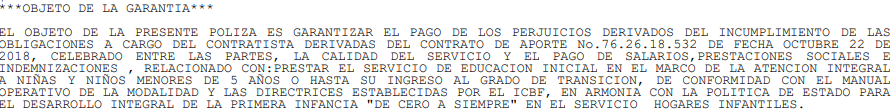 ***OBJETO DE LA GARANTIA***
EL OBJETO DE LA PRESENTE POLIZA ES GARANTIZAR EL PAGO DE LOS PERJUICIOS DERIVADOS DEL INCUMPLIMIENTO DE LAS
OBLIGACIONES A CARGO DEL CONTRATISTA DERIVADAS DEL CONTRATO DE APORTE No.76.26.18.532 DE FECHA OCTUBRE 22 DE
2018, CELEBRADO ENTRE LAS PARTES, LA CALIDAD DEL SERVICIO Y EL PAGO DE SALARIOS,PRESTACIONES SOCIALES E
INDEMNIZACIONES , RELACIONADO CON:PRESTAR EL SERVICIO DE EDUCACION INICIAL EN EL MARCO DE LA ATENCION INTEGRAL
A NIÑAS Y NIÑOS MENORES DE 5 AÑOS O HASTA SU INGRESO AL GRADO DE TRANSICION, DE CONFORMIDAD CON EL MANUAL
OPERATIVO DE LA MODALIDAD Y LAS DIRECTRICES ESTABLECIDAS POR EL ICBF, EN ARMONIA CON LA POLITICA DE ESTADO PARA
EL DESARROLLO INTEGRAL DE LA PRIMERA INFANCIA "DE CERO A SIEMPRE" EN EL SERVICIO  HOGARES INFANTILES.